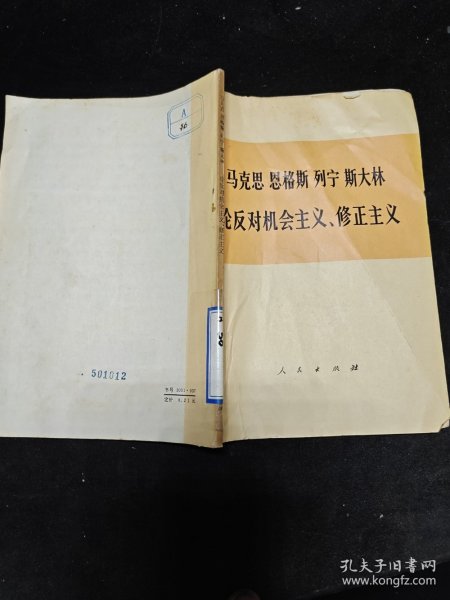 马克思 恩格斯 列宁 斯大林
论反对机会主义、修正主义
人民出版社
A
501012
孔夫子旧书网
www.kongfz.com